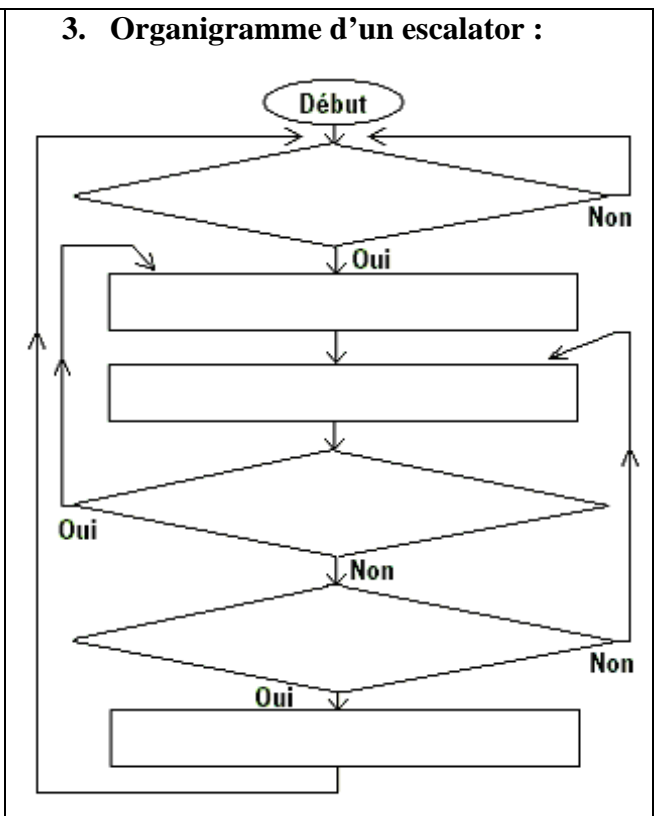 3. Organigramme d’un escalator :
Début
Non
Oui
Oui
Non
Non
Oui